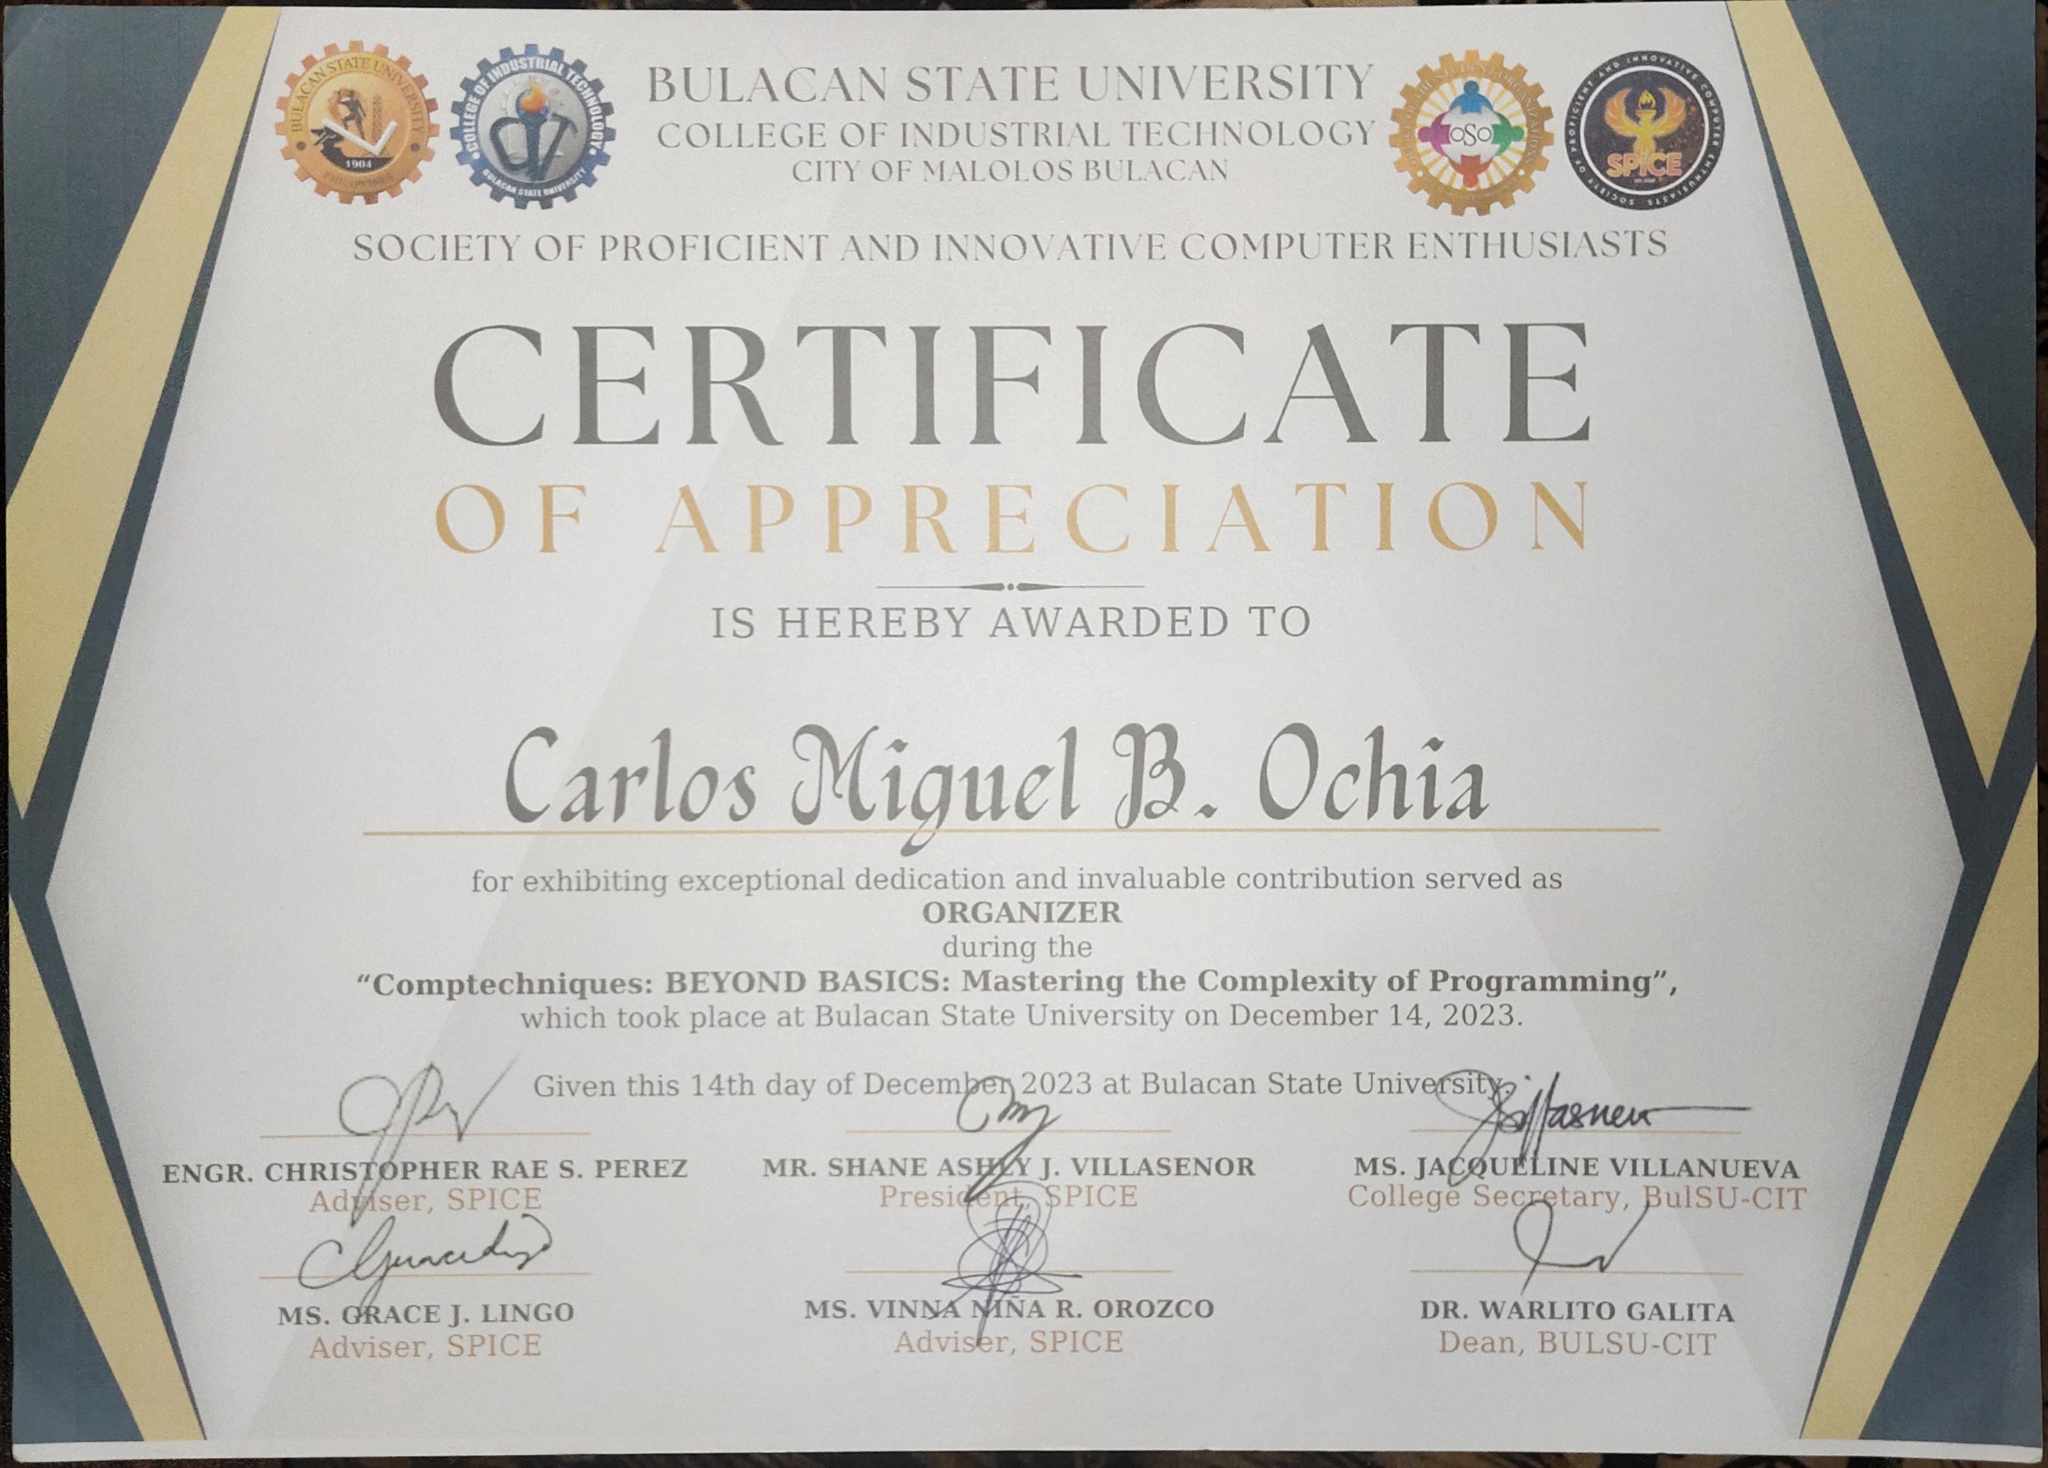 BULACAN STATE UNIVERSITY
1904
COLLEGE OF INDUSTRIAL TECHNOLOGY
BULACAN STATE UNIVERSITY
BULACAN STATE UNIVERSITY
COLLEGE OF INDUSTRIAL TECHNOLOGY
CITY OF MALOLOS BULACAN
OSO
SOCIETY OF PROFICIENT AND INNOVATIVE COMPUTER ENTHUSIASTS
SPICE
SOCIETY OF PROFICIENT AND INNOVATIVE COMPUTER ENTHUSIASTS
CERTIFICATE
OF APPRECIATION
IS HEREBY AWARDED TO
Carlos Miguel B. Ochia
for exhibiting exceptional dedication and invaluable contribution served as
ORGANIZER
during the
“Comptechniques: BEYOND BASICS: Mastering the Complexity of Programming”,
which took place at Bulacan State University on December 14, 2023.
Given this 14th day of December 2023 at Bulacan State University.
ENGR. CHRISTOPHER RAE S. PEREZ
Adviser, SPICE
MR. SHANE ASHLY J. VILLASENOR
President, SPICE
MS. JACQUELINE VILLANUEVA
College Secretary, BulSU-CIT
MS. GRACE J. LINGO
Adviser, SPICE
MS. VINNA NIÑA R. OROZCO
Adviser, SPICE
DR. WARLITO GALITA
Dean, BULSU-CIT